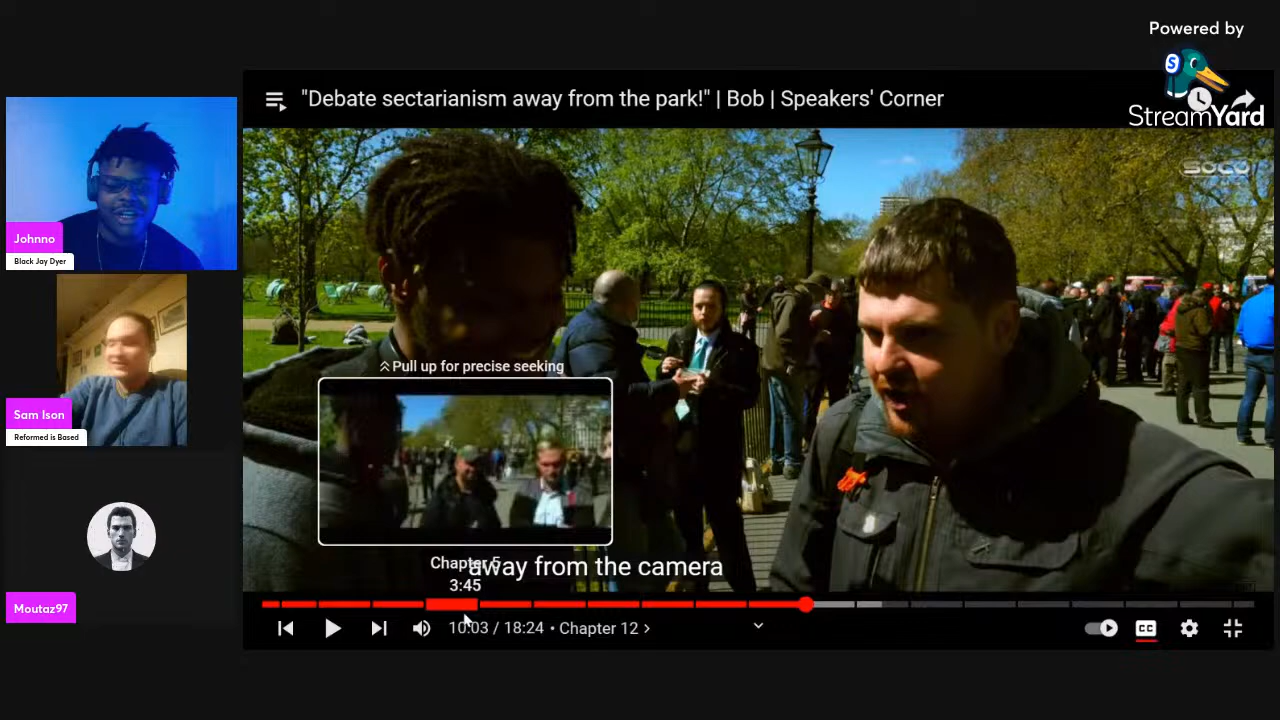 Powered by
StreamYard
"Debate sectarianism away from the park!" | Bob | Speakers' Corner
SOCO
Johnno
Black Jay Dyer
Sam Ison
Reformed is Based
Moutaz97
Pull up for precise seeking
Chapter 5
3:45
away from the camera
10:03 / 18:24 • Chapter 12 >
CC